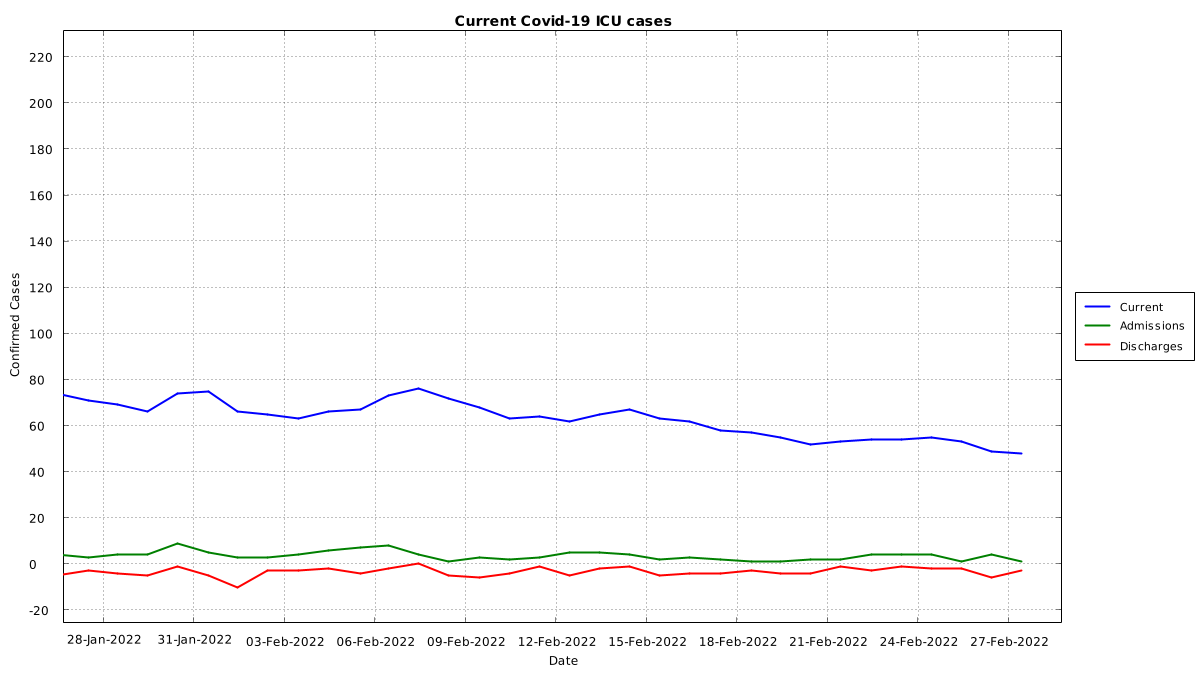 Current Covid-19 ICU cases
220
200
180
160
140
120
100
80
60
40
20
0
-20
Confirmed Cases
28-Jan-2022 31-Jan-2022 03-Feb-2022 06-Feb-2022 09-Feb-2022 12-Feb-2022 15-Feb-2022 18-Feb-2022 21-Feb-2022 24-Feb-2022 27-Feb-2022
Date
Current
Admissions
Discharges